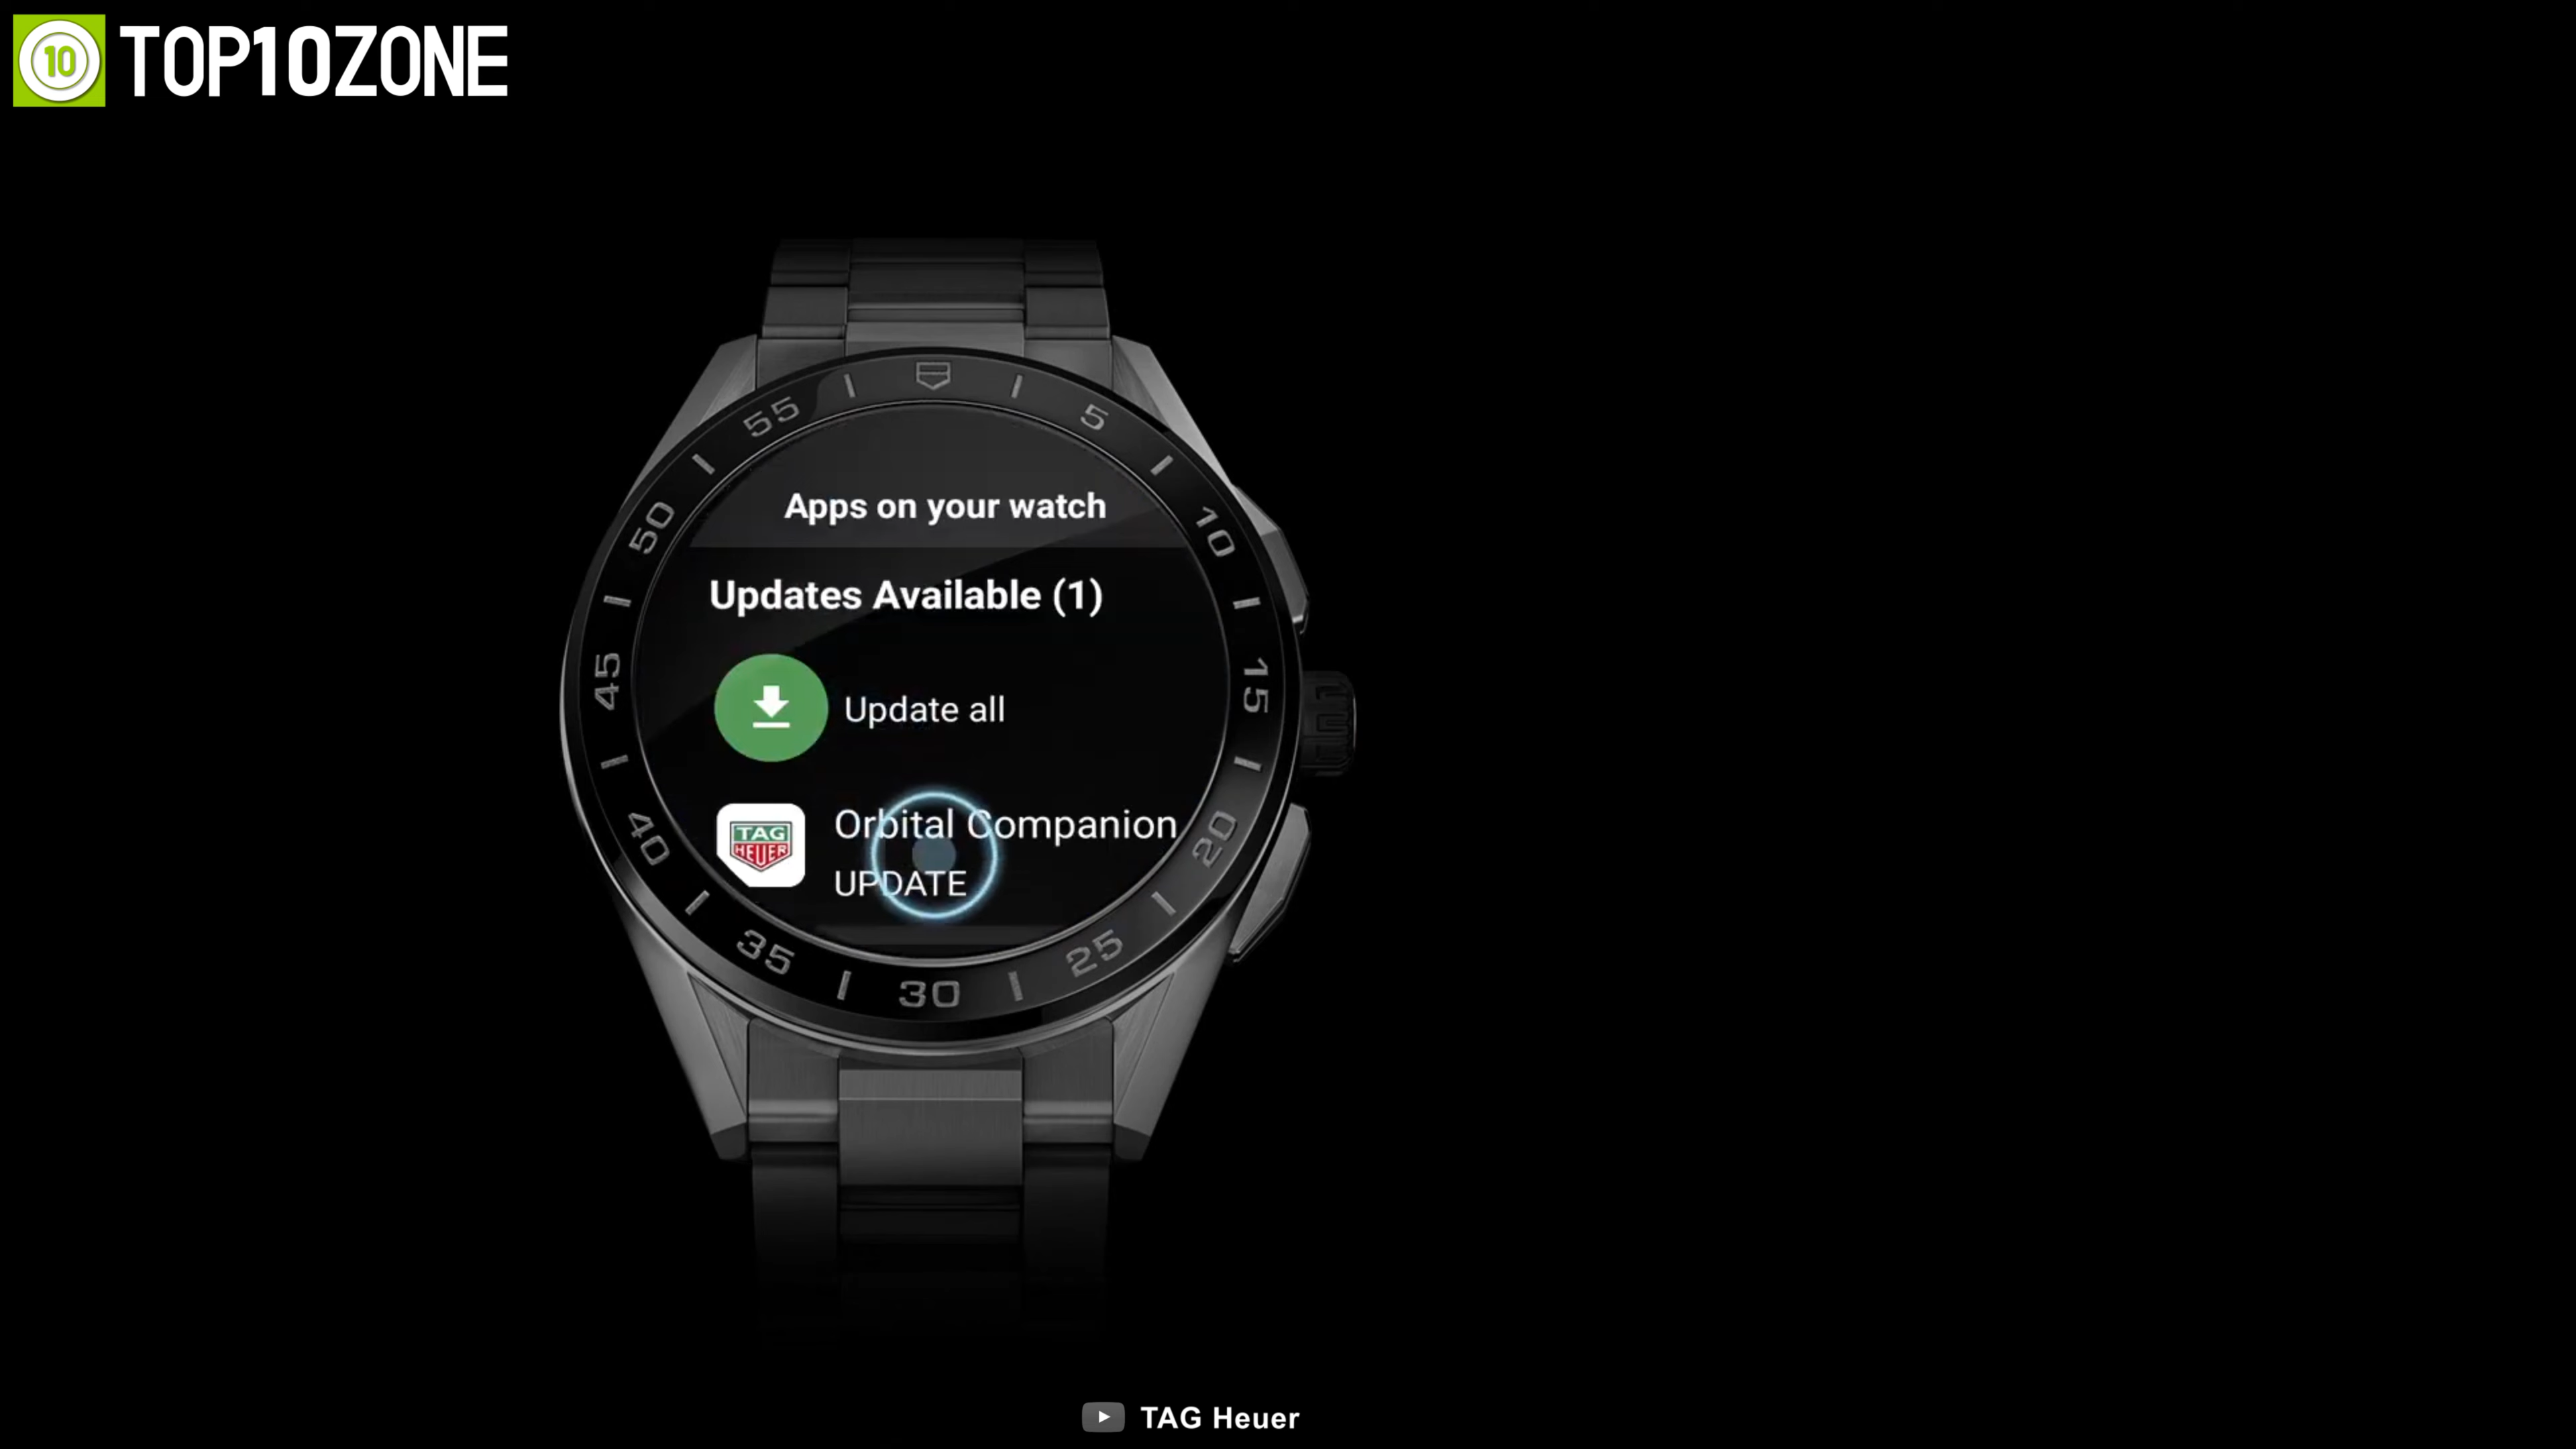 10 TOP10ZONE
55
5
50
10
45
15
40
20
35
25
30
Apps on your watch
Updates Available (1)
Update all
TAG
HEUER
Orbital Companion
UPDATE
TAG Heuer